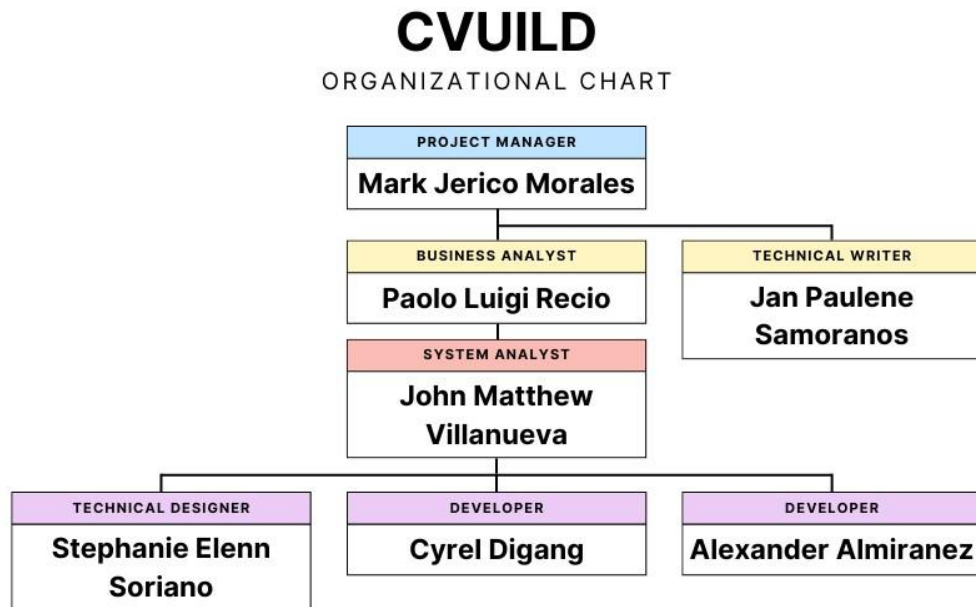 CVUILD
ORGANIZATIONAL CHART
PROJECT MANAGER
Mark Jerico Morales
BUSINESS ANALYST
Paolo Luigi Recio
TECHNICAL WRITER
Jan Paulene
Samoranos
SYSTEM ANALYST
John Matthew
Villanueva
TECHNICAL DESIGNER
Stephanie Elenn
Soriano
DEVELOPER
Cyrel Digang
DEVELOPER
Alexander Almiranez